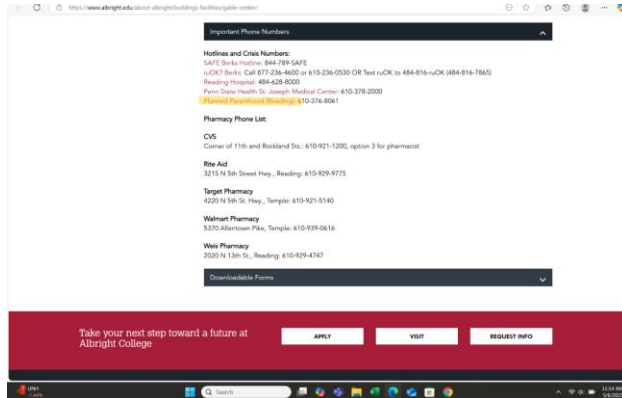 https://www.albright.edu/about-albright/buildings-facilities/gable-center/
Important Phone Numbers
Hotlines and Crisis Numbers:
SAFE Berks Hotline: 844-789-SAFE
ruOK? Berks: Call 877-236-4600 or 610-236-0530 OR Text ruOK to 484-816-ruOK (484-816-7865)
Reading Hospital: 484-628-8000
Penn State Health St. Joseph Medical Center: 610-378-2000
Planned Parenthood (Reading): 610-376-8061
Pharmacy Phone List:
CVS
Corner of 11th and Rockland Sts.: 610-921-1200, option 3 for pharmacist
Rite Aid
3215 N 5th Street Hwy., Reading: 610-929-9775
Target Pharmacy
4220 N 5th St. Hwy., Temple: 610-921-5140
Walmart Pharmacy
5370 Allentown Pike, Temple: 610-939-0616
Weis Pharmacy
2020 N 13th St., Reading: 610-929-4747
Downloadable Forms
Take your next step toward a future at
Albright College
APPLY
VISIT
REQUEST INFO
UNH
Search
11:14 AM